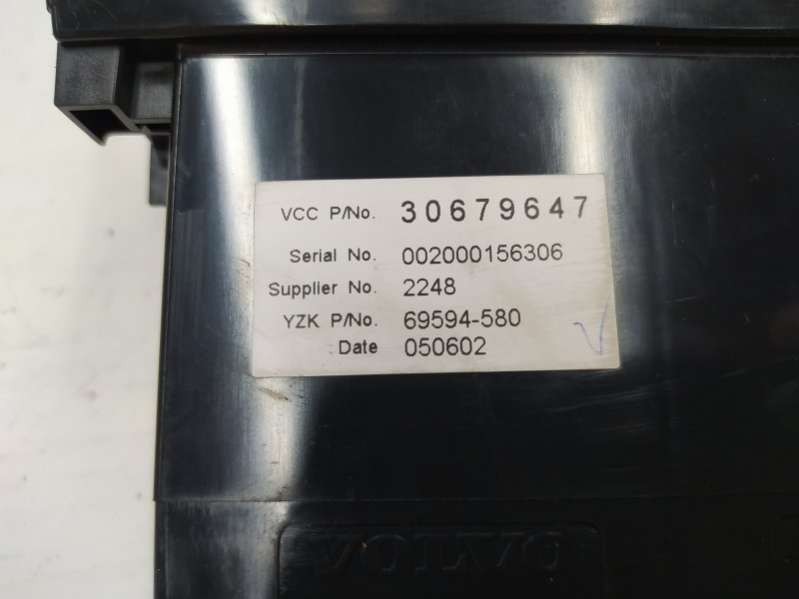 VCC P/No. 30679647
Serial No. 002000156306
Supplier No. 2248
YZK P/No. 69594-580
Date 050602
VOLVO